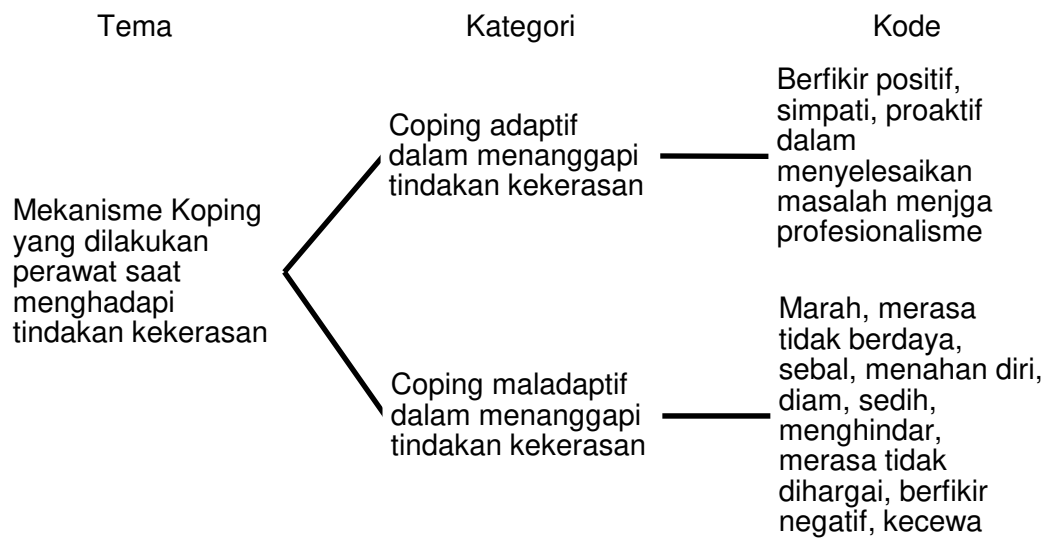 Tema
Kategori
Kode
Mekanisme Koping
yang dilakukan
perawat saat
menghadapi
tindakan kekerasan
Coping adaptif
dalam menanggapi
tindakan kekerasan
Berfikir positif,
simpati, proaktif
dalam
menyelesaikan
masalah menjga
profesionalisme
Coping maladaptif
dalam menanggapi
tindakan kekerasan
Marah, merasa
tidak berdaya,
sebal, menahan diri,
diam, sedih,
menghindar,
merasa tidak
dihargai, berfikir
negatif, kecewa